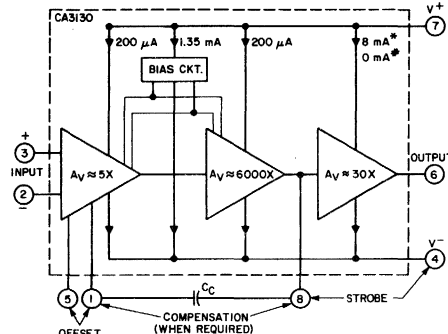 CA3130
V+
7
200 µA
1.35 mA
200 µA
8 mA*
0 mA#
BIAS CKT.
+
3
INPUT
2
−
AV ≈ 5X
AV ≈ 6000X
AV ≈ 30X
OUTPUT
6
V−
4
CC
5
1
8
STROBE
COMPENSATION
(WHEN REQUIRED)
OFFSET